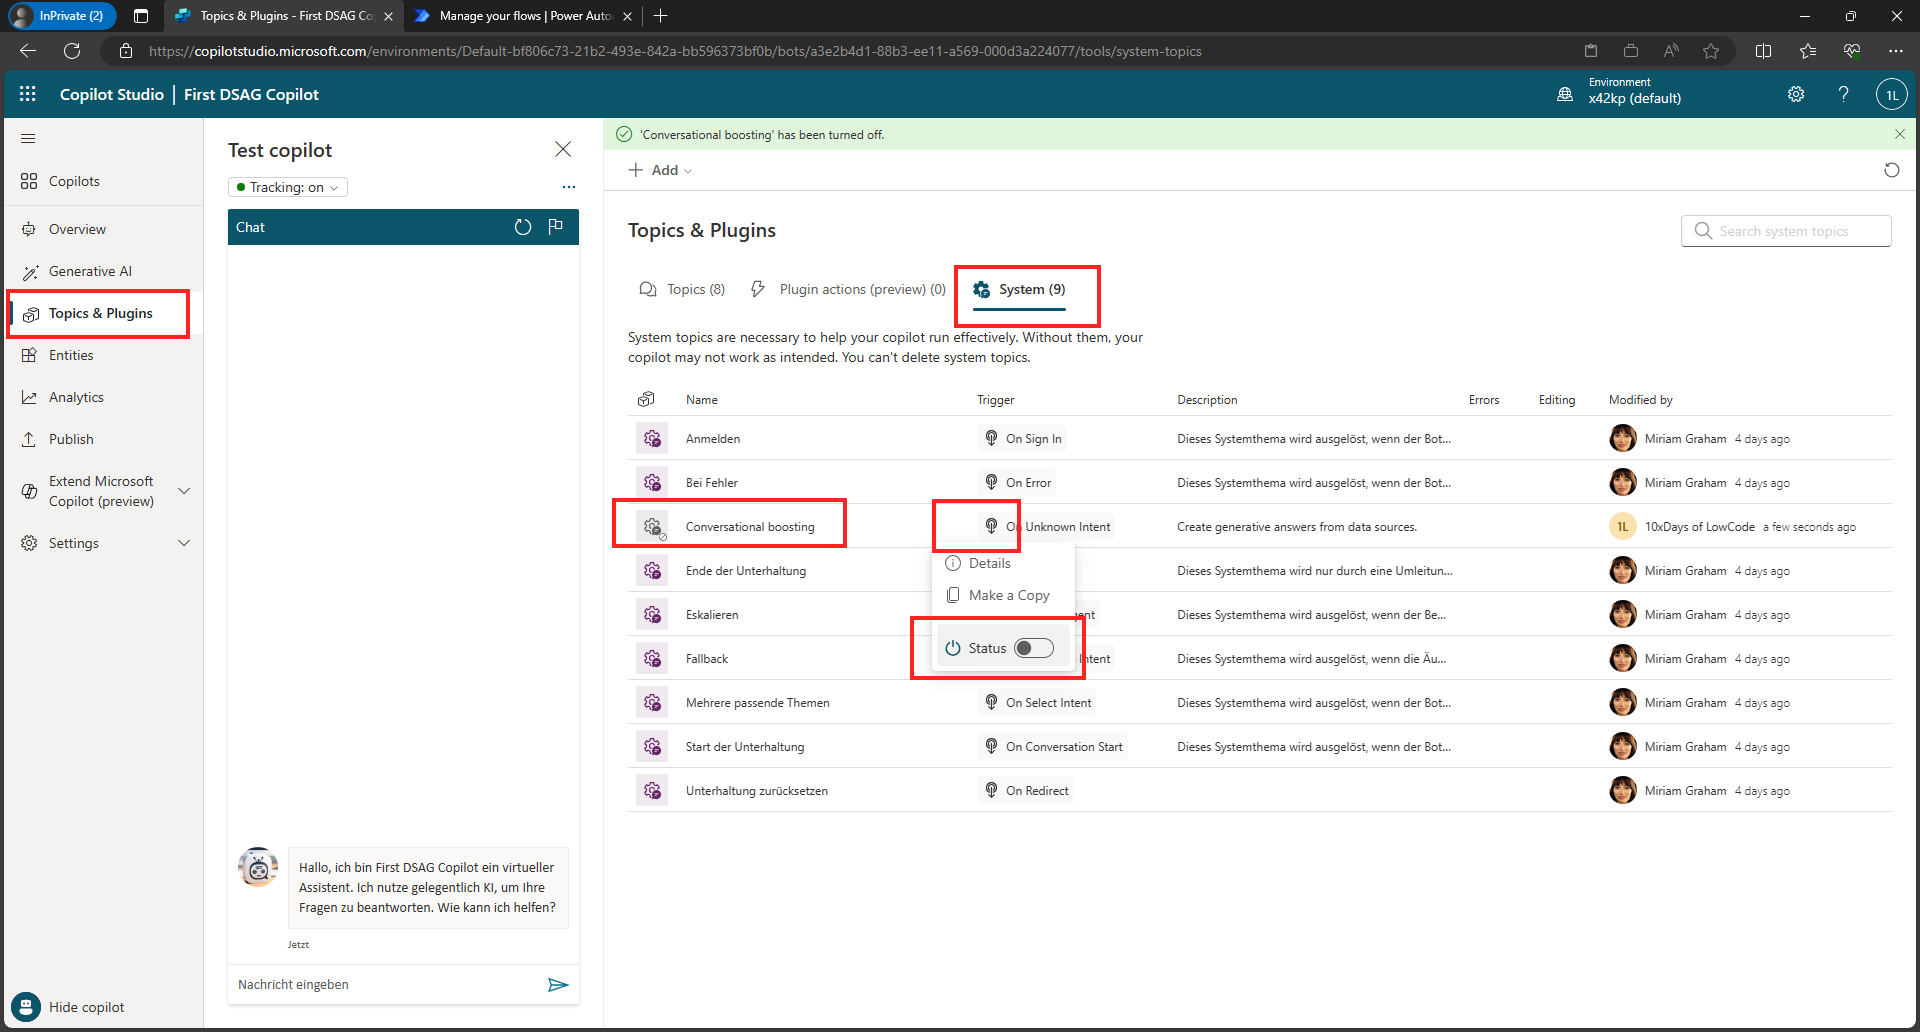 InPrivate (2)
Topics & Plugins - First DSAG Co
Manage your flows | Power Auto
https://copilotstudio.microsoft.com/environments/Default-bf806c73-21b2-493e-842a-bb596373bf0b/bots/a3e2b4d1-88b3-ee11-a569-000d3a224077/tools/system-topics
Copilot Studio | First DSAG Copilot
Environment
x42kp (default)
?
1L
Copilots
Overview
Generative AI
Topics & Plugins
Entities
Analytics
Publish
Extend Microsoft
Copilot (preview)
Settings
Hide copilot
Test copilot
Tracking: on
...
Chat
Hallo, ich bin First DSAG Copilot ein virtueller
Assistent. Ich nutze gelegentlich KI, um Ihre
Fragen zu beantworten. Wie kann ich helfen?
Jetzt
Nachricht eingeben
'Conversational boosting' has been turned off.
Add
Topics & Plugins
Search system topics
Topics (8)
Plugin actions (preview) (0)
System (9)
System topics are necessary to help your copilot run effectively. Without them, your
copilot may not work as intended. You can't delete system topics.
Name Trigger Description Errors Editing Modified by
Anmelden On Sign In Dieses Systemthema wird ausgelöst, wenn der Bot... Miriam Graham 4 days ago
Bei Fehler On Error Dieses Systemthema wird ausgelöst, wenn der Bot... Miriam Graham 4 days ago
Conversational boosting On Unknown Intent Create generative answers from data sources. 1L 10xDays of LowCode a few seconds ago
Details
Ende der Unterhaltung Dieses Systemthema wird nur durch eine Umleitun... Miriam Graham 4 days ago
Make a Copy
Eskalieren Dieses Systemthema wird ausgelöst, wenn der Be... Miriam Graham 4 days ago
Status
Fallback Intent Dieses Systemthema wird ausgelöst, wenn die Äu... Miriam Graham 4 days ago
Mehrere passende Themen On Select Intent Dieses Systemthema wird ausgelöst, wenn der Bot... Miriam Graham 4 days ago
Start der Unterhaltung On Conversation Start Dieses Systemthema wird ausgelöst, wenn der Bot... Miriam Graham 4 days ago
Unterhaltung zurücksetzen On Redirect Miriam Graham 4 days ago